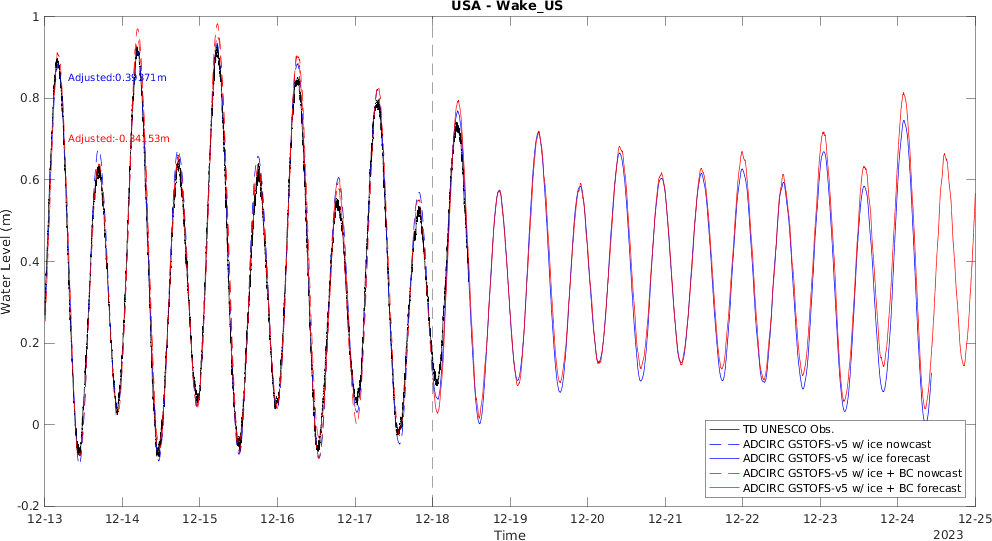 USA - Wake_US
1
0.8
0.6
0.4
0.2
0
-0.2
Water Level (m)
Adjusted:0.39371m
Adjusted:-0.34153m
TD UNESCO Obs.
ADCIRC GSTOFS-v5 w/ ice nowcast
ADCIRC GSTOFS-v5 w/ ice forecast
ADCIRC GSTOFS-v5 w/ ice + BC nowcast
ADCIRC GSTOFS-v5 w/ ice + BC forecast
12-13 12-14 12-15 12-16 12-17 12-18 12-19 12-20 12-21 12-22 12-23 12-24 12-25
Time
2023